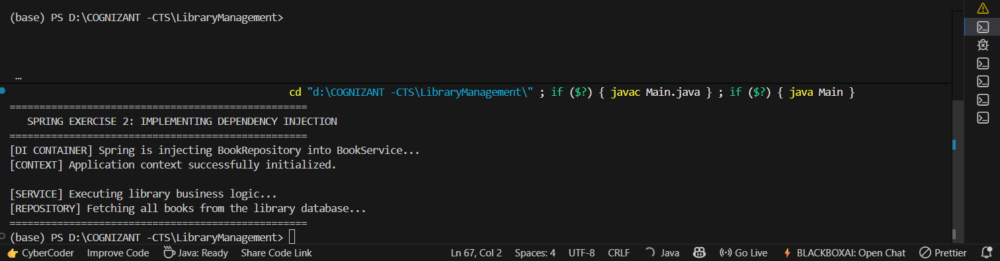 (base) PS D:\COGNIZANT -CTS\LibraryManagement>
…
cd "d:\COGNIZANT -CTS\LibraryManagement\" ; if ($?) { javac Main.java } ; if ($?) { java Main }
==================================================
   SPRING EXERCISE 2: IMPLEMENTING DEPENDENCY INJECTION
==================================================
[DI CONTAINER] Spring is injecting BookRepository into BookService...
[CONTEXT] Application context successfully initialized.
[SERVICE] Executing library business logic...
[REPOSITORY] Fetching all books from the library database...
==================================================
(base) PS D:\COGNIZANT -CTS\LibraryManagement>
👉 CyberCoder Improve Code Java: Ready Share Code Link Ln 67, Col 2 Spaces: 4 UTF-8 CRLF Java Go Live BLACKBOXAI: Open Chat Prettier